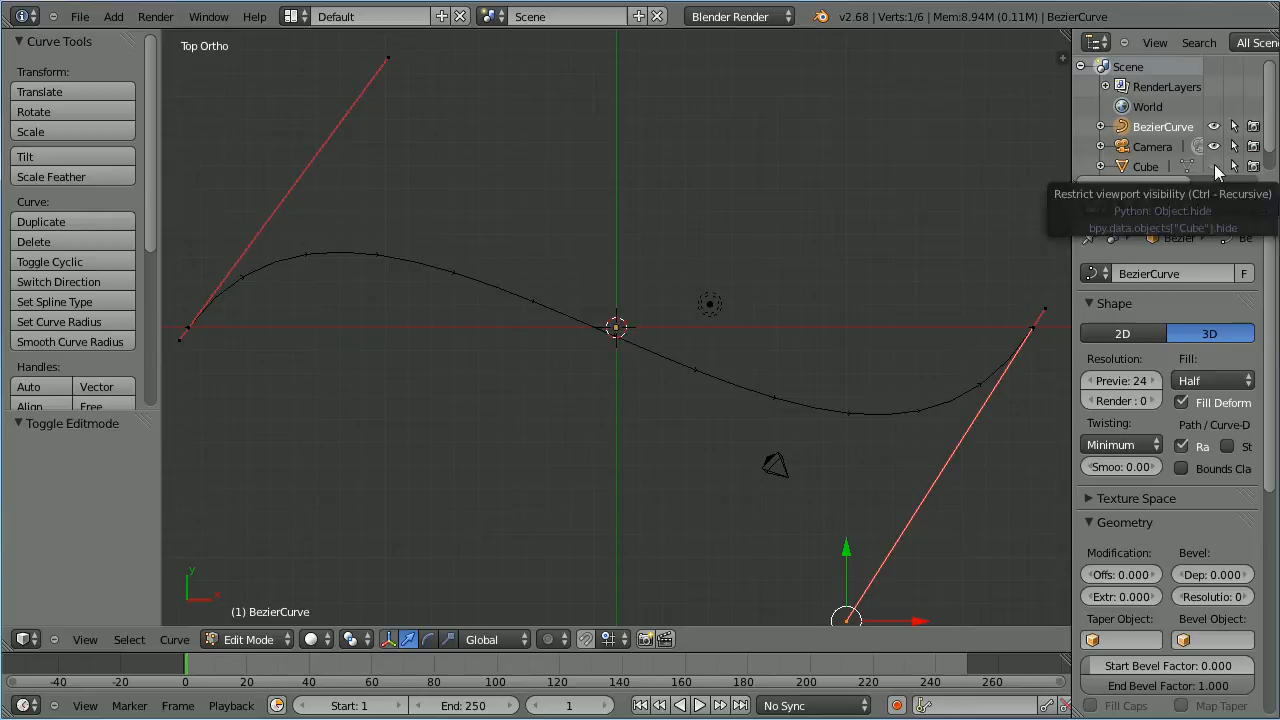 File Add Render Window Help Default Scene Blender Render v2.68 | Verts:1/6 | Mem:8.94M (0.11M) | BezierCurve
Curve Tools
Transform:
Translate
Rotate
Scale
Tilt
Scale Feather
Curve:
Duplicate
Delete
Toggle Cyclic
Switch Direction
Set Spline Type
Set Curve Radius
Smooth Curve Radius
Handles:
Auto Vector
Align Free
Toggle Editmode
Top Ortho
y
x
(1) BezierCurve
View Search All Scen
Scene
RenderLayers
World
BezierCurve
Camera
Cube
Restrict viewport visibility (Ctrl - Recursive)
Python: Object.hide
bpy.data.objects["Cube"].hide
Bezier Be
BezierCurve F
Shape
2D 3D
Resolution: Fill:
Previe: 24 Half
Render: 0 Fill Deform
Twisting: Path / Curve-D
Minimum Ra St
Smoo: 0.00 Bounds Cla
Texture Space
Geometry
Modification: Bevel:
Offs: 0.000 Dep: 0.000
Extr: 0.000 Resolutio: 0
Taper Object: Bevel Object:
Start Bevel Factor: 0.000
End Bevel Factor: 1.000
Fill Caps Map Taper
View Select Curve Edit Mode Global
-40 -20 0 20 40 60 80 100 120 140 160 180 200 220 240 260
View Marker Frame Playback Start: 1 End: 250 1 No Sync